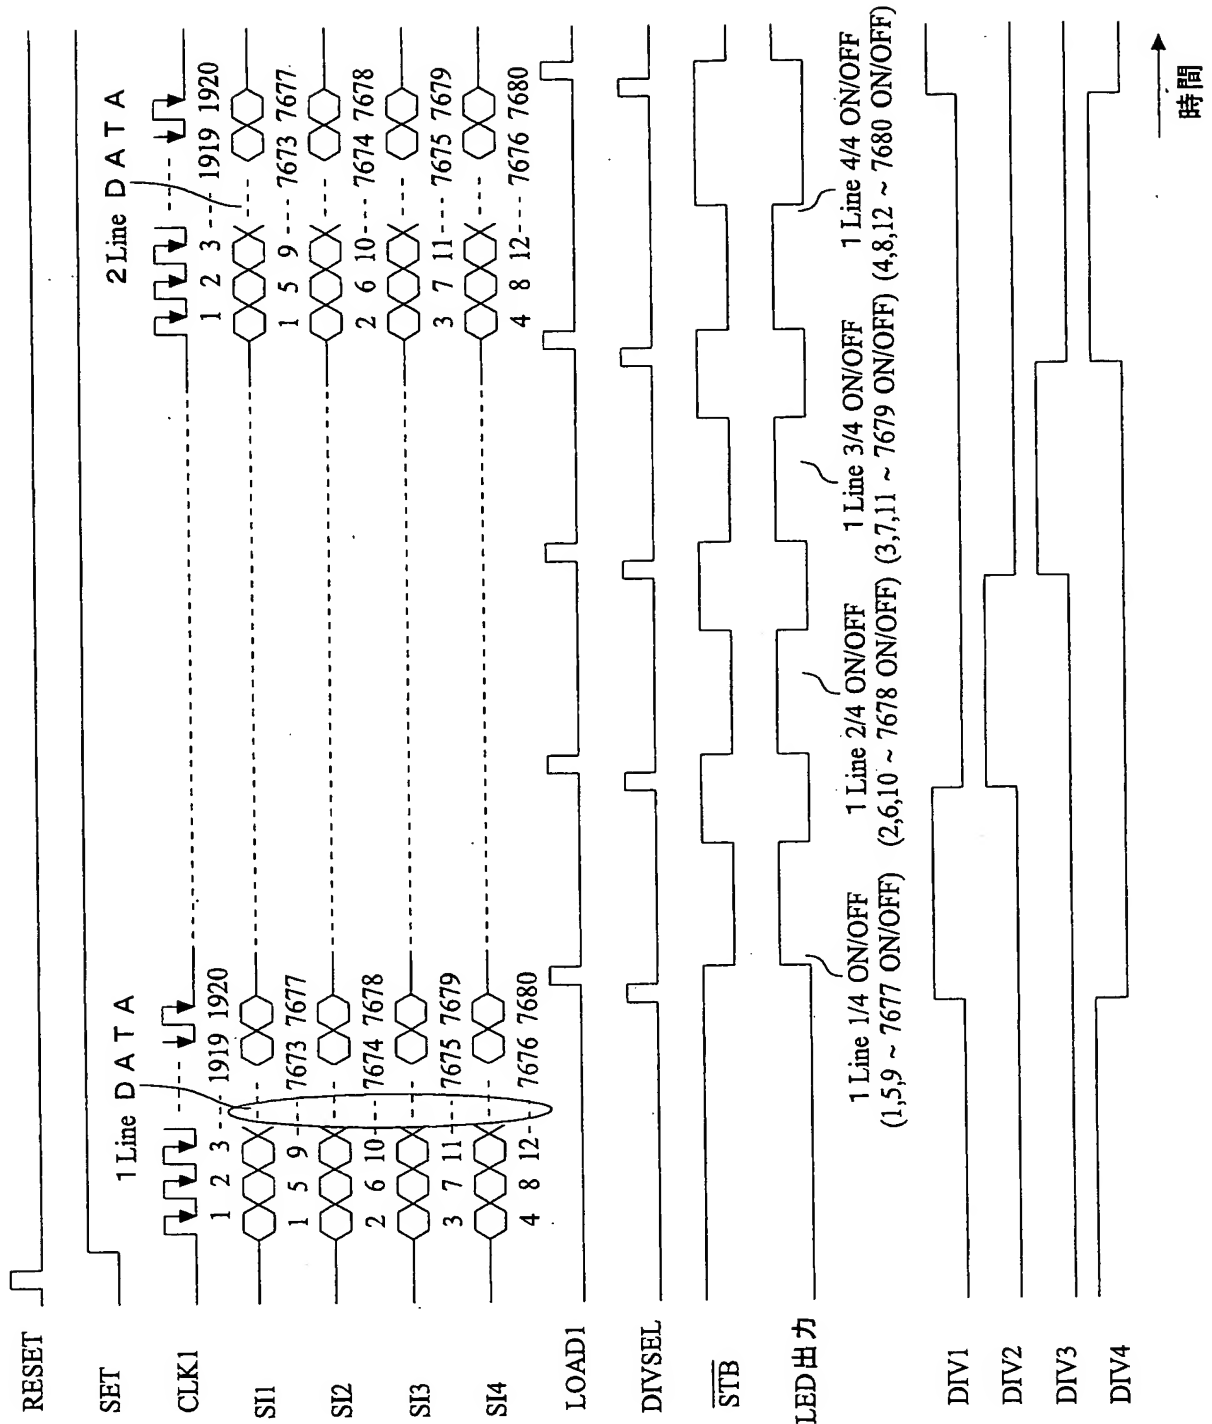 RESET
SET
CLK1
SI1
SI2
SI3
SI4
LOAD1
DIVSEL
STB
LED出力
DIV1
DIV2
DIV3
DIV4
1 Line DATA
2 Line DATA
1 2 3 --- 1919 1920
1 5 9 --- 7673 7677
2 6 10 --- 7674 7678
3 7 11 --- 7675 7679
4 8 12 --- 7676 7680
1 2 3 --- 1919 1920
1 5 9 --- 7673 7677
2 6 10 --- 7674 7678
3 7 11 --- 7675 7679
4 8 12 --- 7676 7680
1 Line 1/4 ON/OFF
(1,5,9 ~ 7677 ON/OFF)
1 Line 2/4 ON/OFF
(2,6,10 ~ 7678 ON/OFF)
1 Line 3/4 ON/OFF
(3,7,11 ~ 7679 ON/OFF)
1 Line 4/4 ON/OFF
(4,8,12 ~ 7680 ON/OFF)
時間